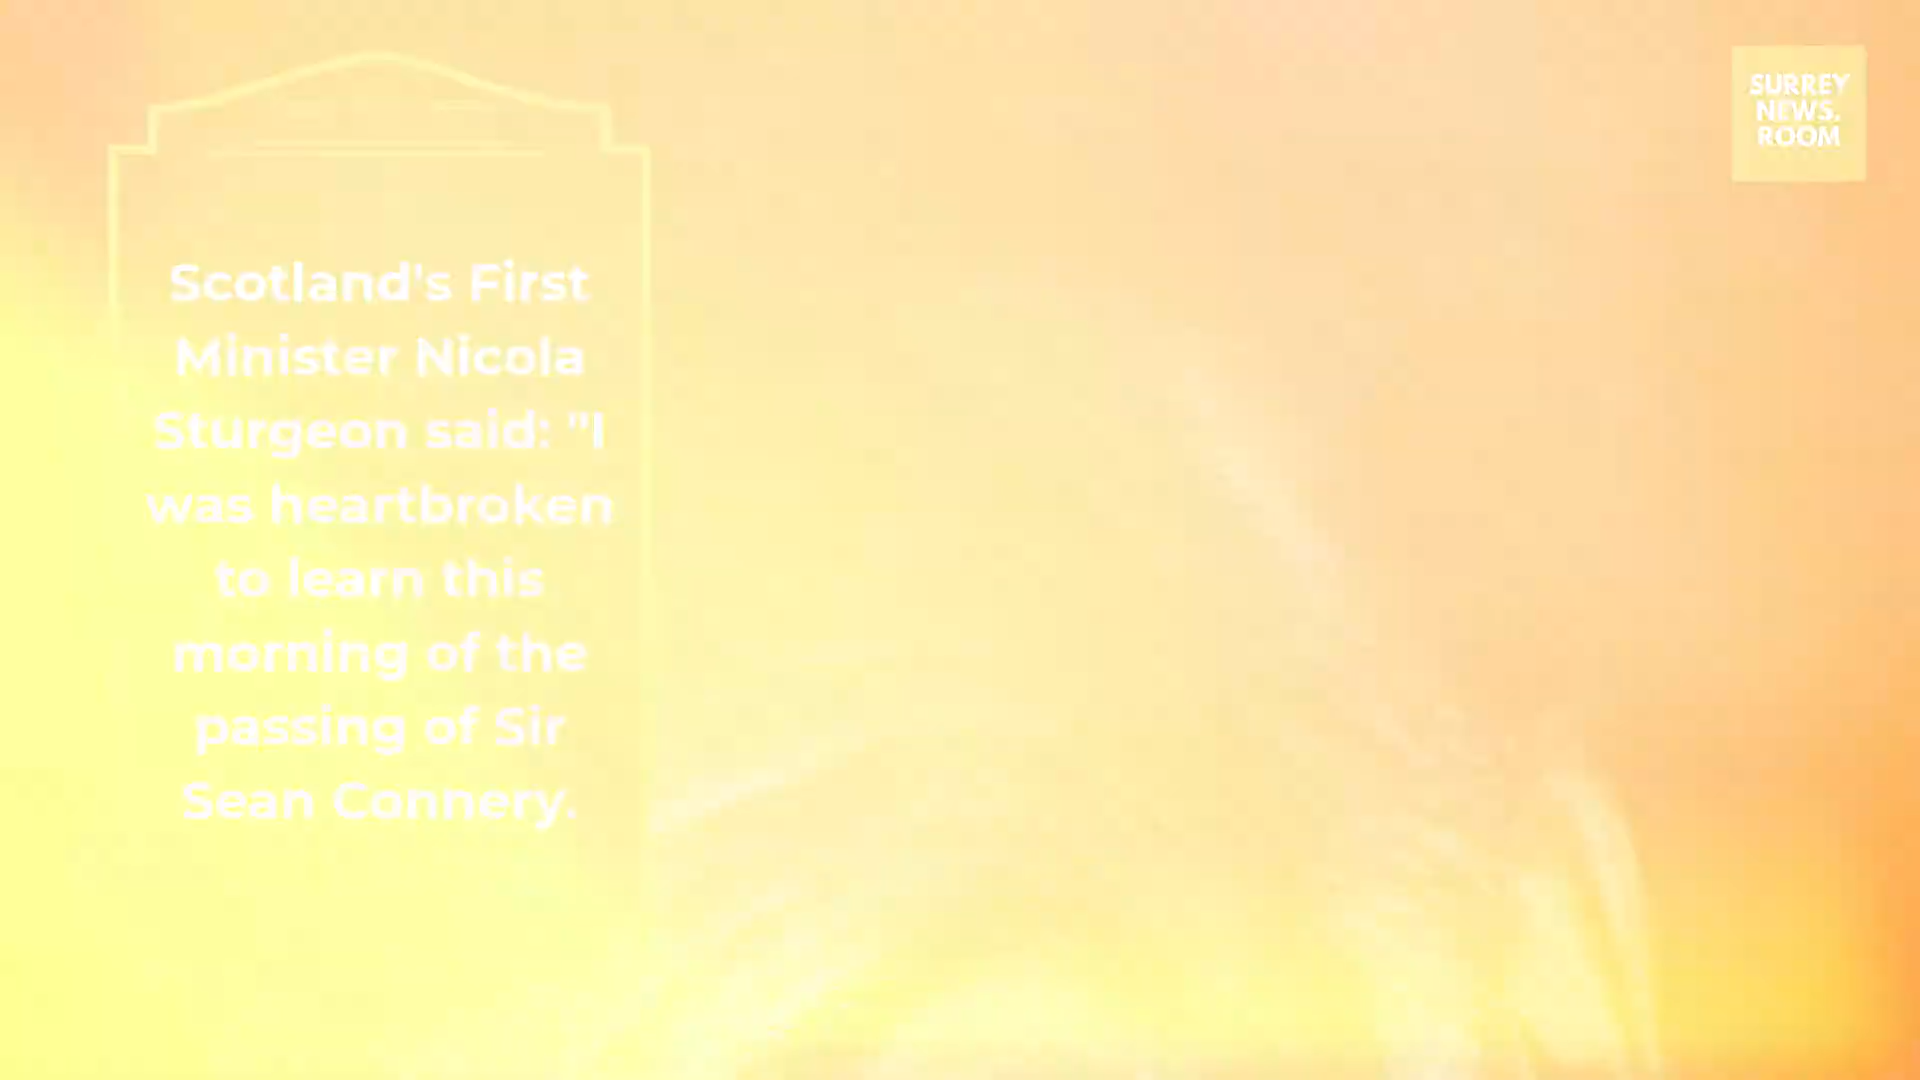 SURREY
NEWS.
ROOM
Scotland's First
Minister Nicola
Sturgeon said: "I
was heartbroken
to learn this
morning of the
passing of Sir
Sean Connery.